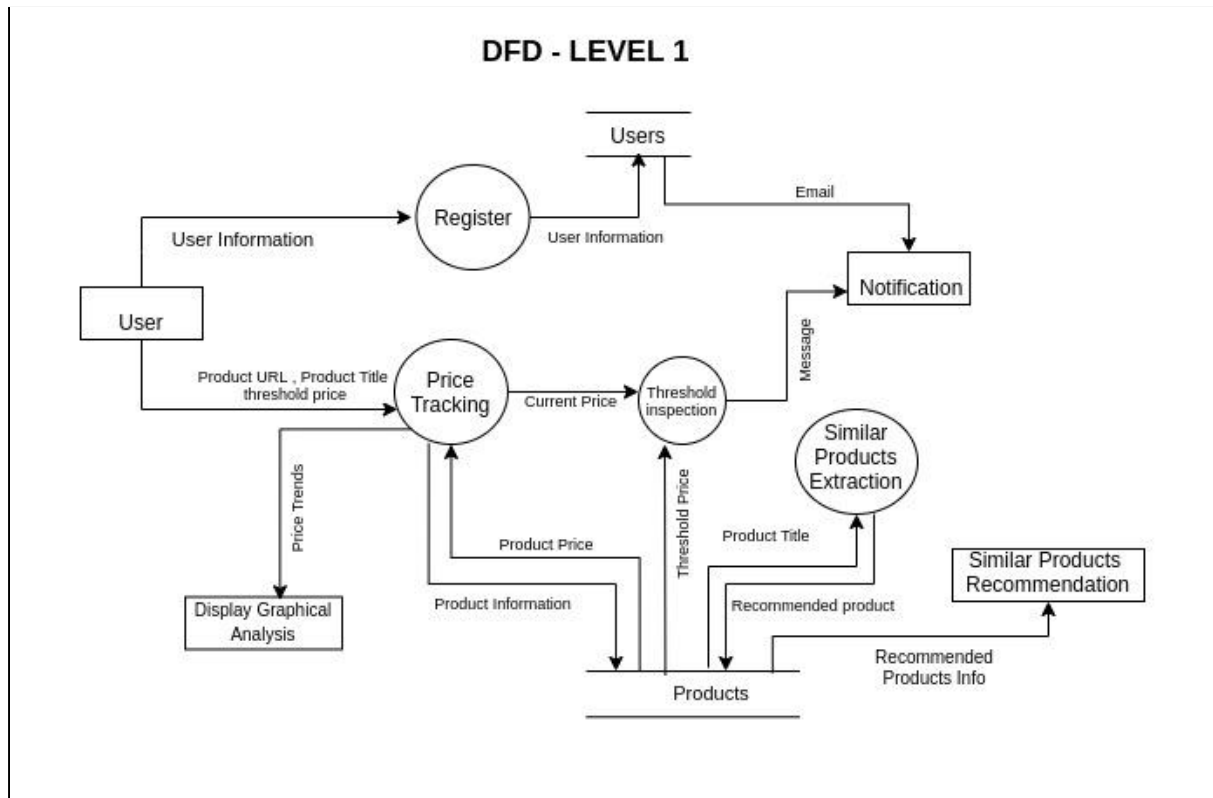 DFD - LEVEL 1
Users
Email
Register
User Information
User Information
Notification
User
Message
Product URL , Product Title
threshold price
Price
Tracking
Current Price
Threshold
inspection
Similar
Products
Extraction
Price Trends
Threshold Price
Product Price
Product Title
Similar Products
Recommendation
Product Information
Recommended product
Display Graphical
Analysis
Recommended
Products Info
Products